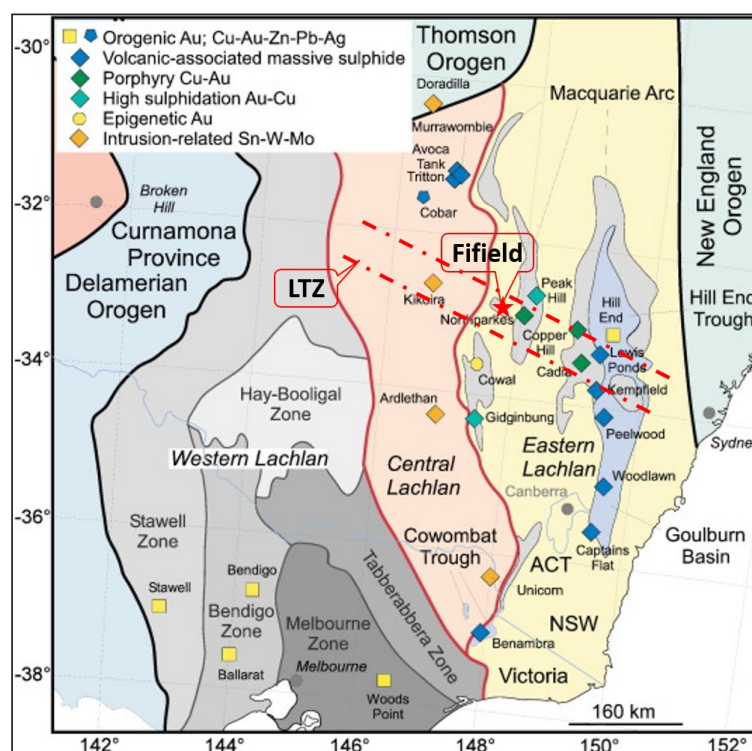 -30°
-32°
-34°
-36°
-38°
Orogenic Au; Cu-Au-Zn-Pb-Ag
Volcanic-associated massive sulphide
Porphyry Cu-Au
High sulphidation Au-Cu
Epigenetic Au
Intrusion-related Sn-W-Mo
Thomson
Orogen
Doradilla
Macquarie Arc
Murrawombie
Avoca
Tank
Tritton
Cobar
Broken
Hill
Curnamona
Province
Delamerian
Orogen
New England
Orogen
Fifield
LTZ
Kikoira
Northparkes
Peak
Hill
Copper
Hill
Cadia
Hill
End
Hill End
Trough
Lewis
Ponds
Kempfield
Cowal
Hay-Booligal
Zone
Ardlethan
Gidginbung
Peelwood
Sydney
Western Lachlan
Central
Lachlan
Eastern
Lachlan
Woodlawn
Canberra
Stawell
Zone
Cowombat
Trough
ACT
Captains
Flat
Goulburn
Basin
Stawell
Bendigo
Bendigo
Zone
Tabberabbera Zone
Unicorn
NSW
Melbourne
Zone
Melbourne
Ballarat
Benambra
Woods
Point
Victoria
160 km
142°
144°
146°
148°
150°
152°